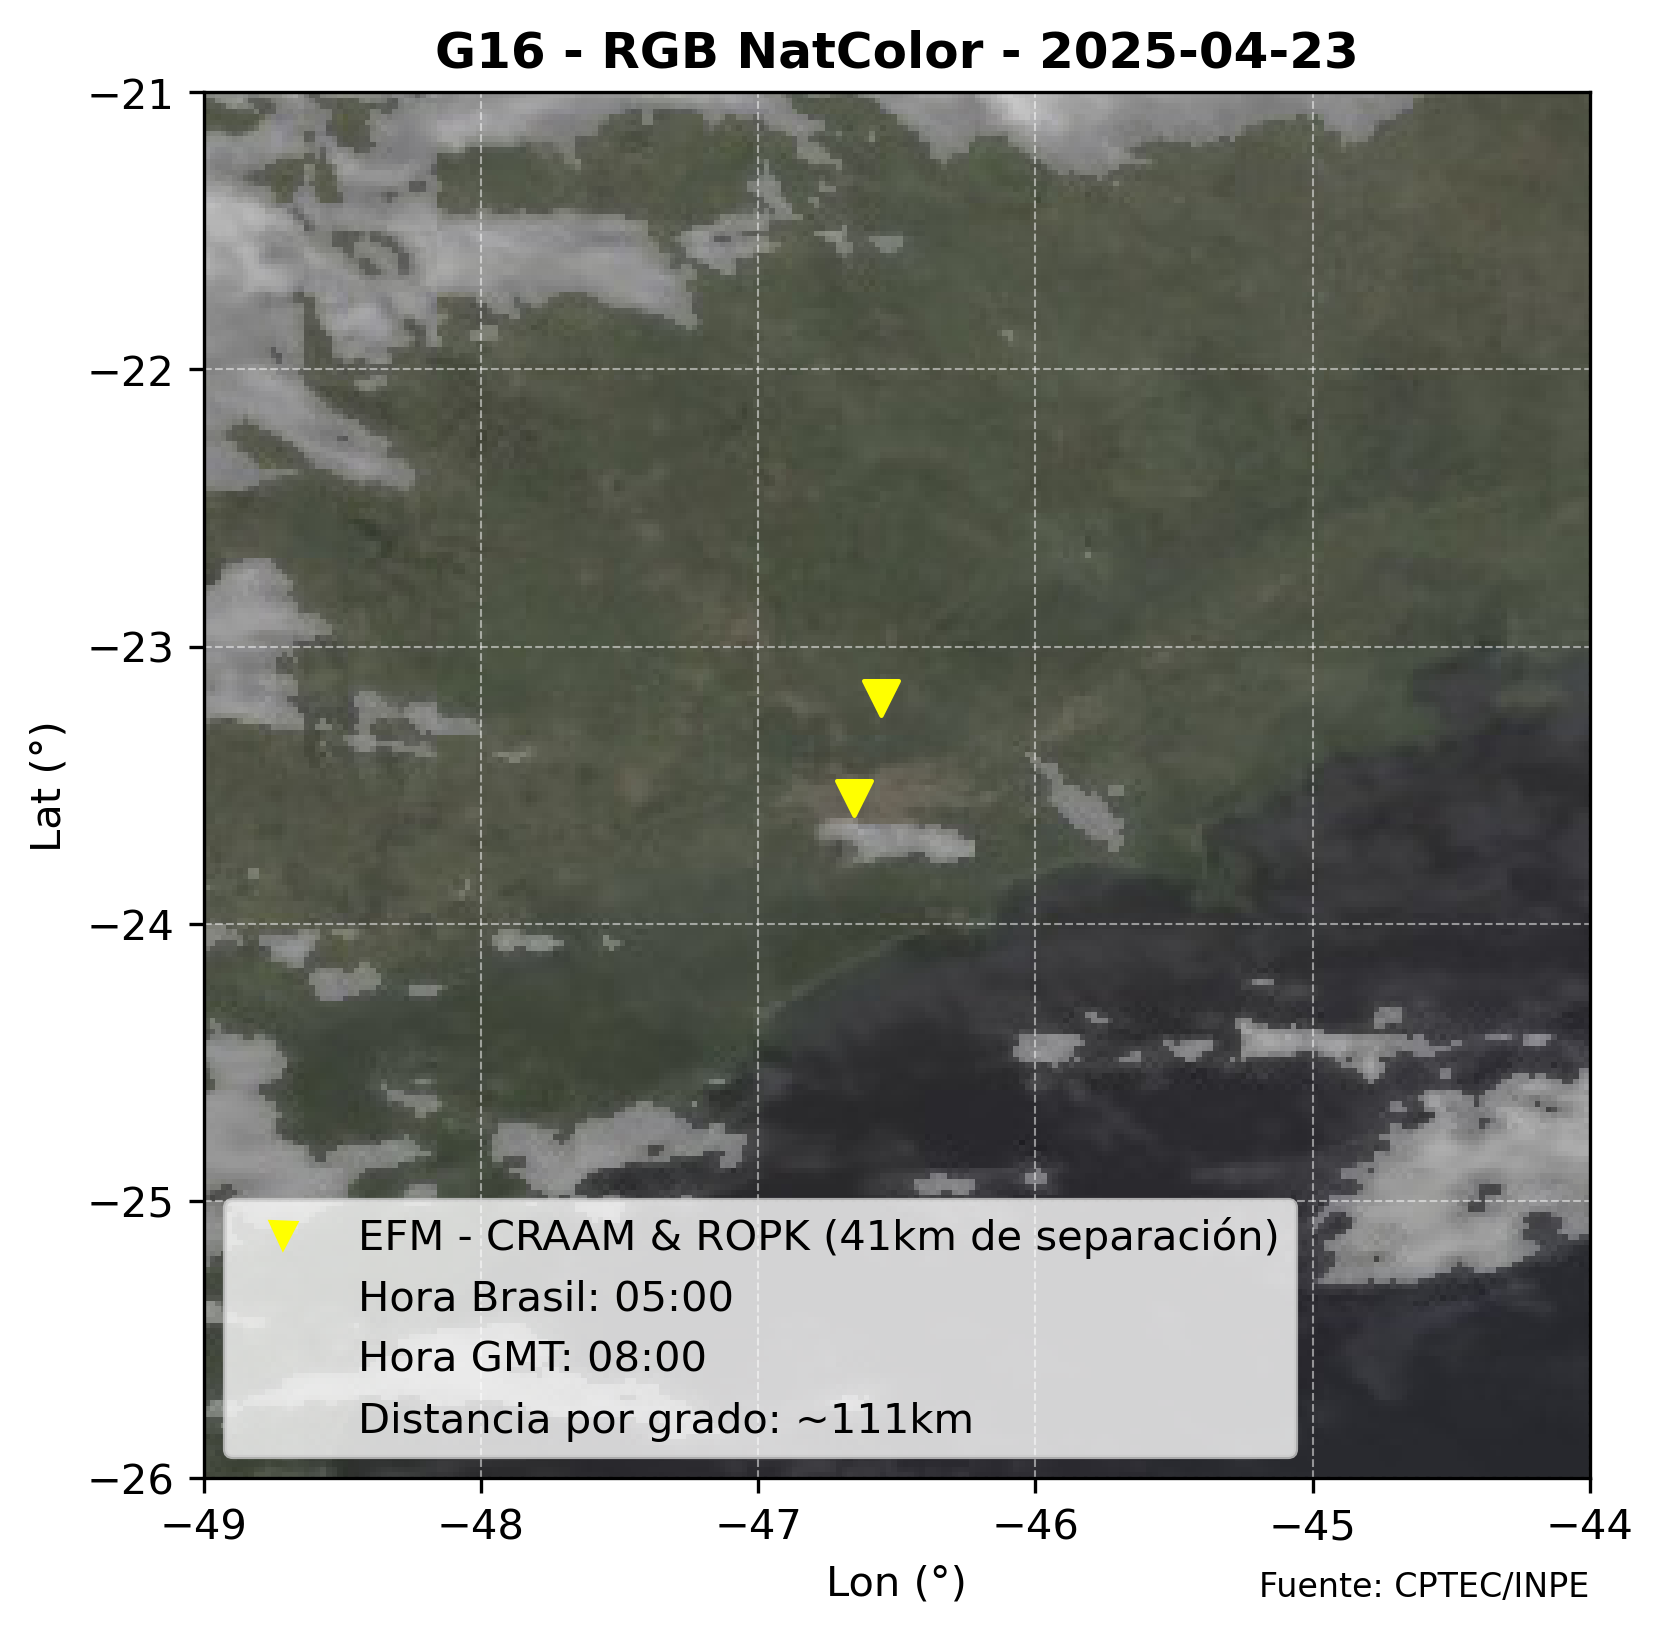 G16 - RGB NatColor - 2025-04-23
−21
−22
−23
−24
−25
−26
Lat (°)
EFM - CRAAM & ROPK (41km de separación)
Hora Brasil: 05:00
Hora GMT: 08:00
Distancia por grado: ~111km
−49 −48 −47 −46 −45 −44
Lon (°)
Fuente: CPTEC/INPE